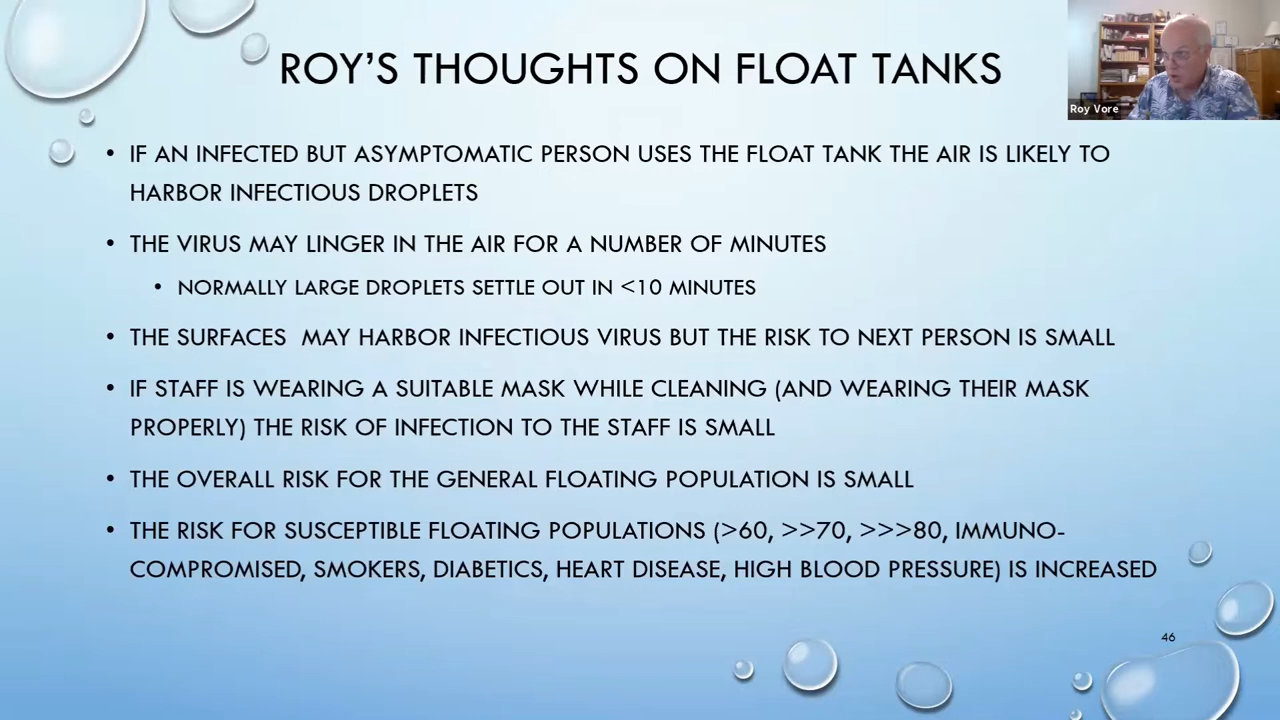 ROY'S THOUGHTS ON FLOAT TANKS
Roy Vore
• IF AN INFECTED BUT ASYMPTOMATIC PERSON USES THE FLOAT TANK THE AIR IS LIKELY TO
HARBOR INFECTIOUS DROPLETS
• THE VIRUS MAY LINGER IN THE AIR FOR A NUMBER OF MINUTES
• NORMALLY LARGE DROPLETS SETTLE OUT IN <10 MINUTES
• THE SURFACES  MAY HARBOR INFECTIOUS VIRUS BUT THE RISK TO NEXT PERSON IS SMALL
• IF STAFF IS WEARING A SUITABLE MASK WHILE CLEANING (AND WEARING THEIR MASK
PROPERLY) THE RISK OF INFECTION TO THE STAFF IS SMALL
• THE OVERALL RISK FOR THE GENERAL FLOATING POPULATION IS SMALL
• THE RISK FOR SUSCEPTIBLE FLOATING POPULATIONS (>60, >>70, >>>80, IMMUNO-
COMPROMISED, SMOKERS, DIABETICS, HEART DISEASE, HIGH BLOOD PRESSURE) IS INCREASED
46